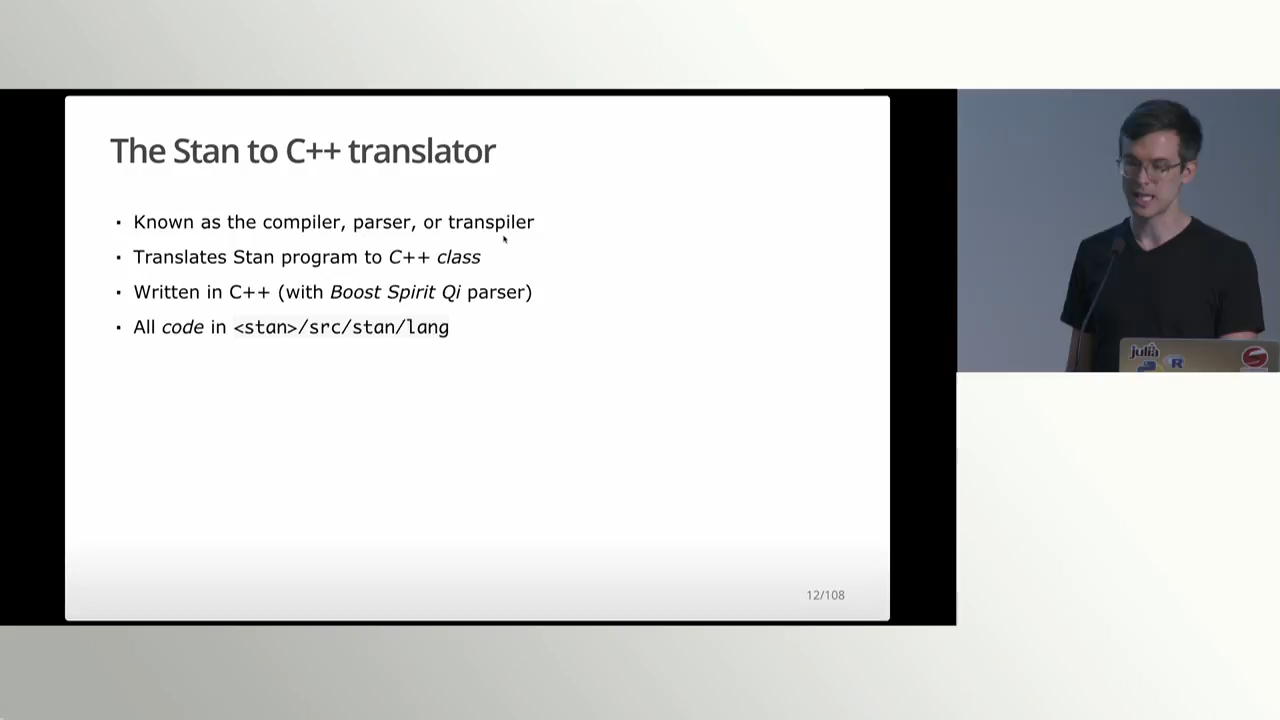 The Stan to C++ translator
Known as the compiler, parser, or transpiler
Translates Stan program to C++ class
Written in C++ (with Boost Spirit Qi parser)
All code in <stan>/src/stan/lang
12/108
julia
R